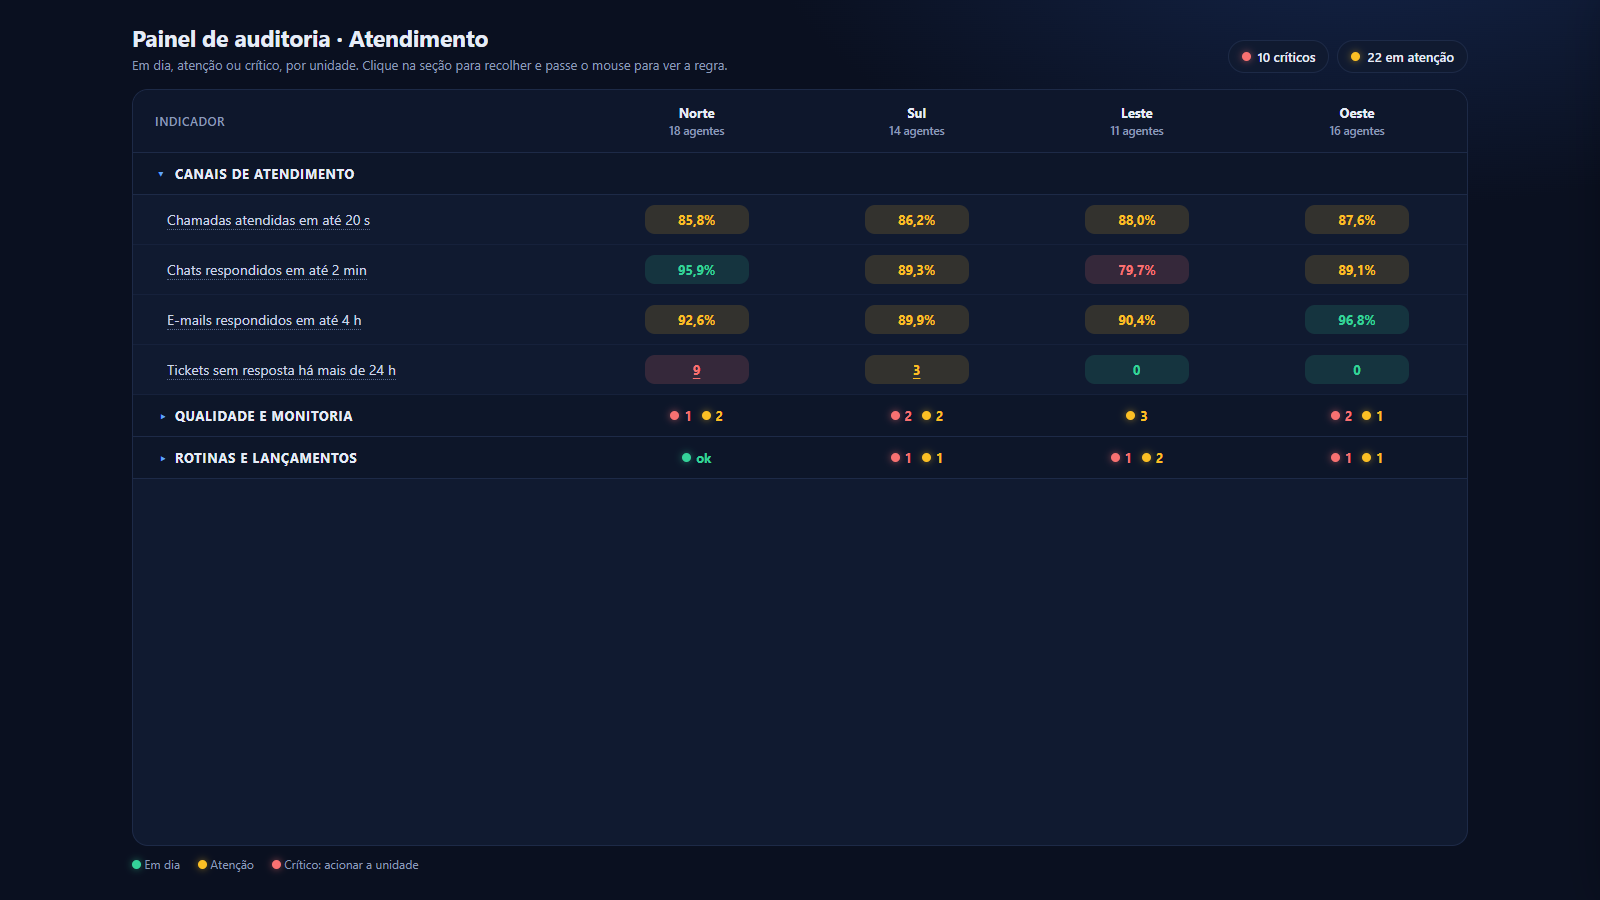 Painel de auditoria · Atendimento
Em dia, atenção ou crítico, por unidade. Clique na seção para recolher e passe o mouse para ver a regra.
10 críticos 22 em atenção
INDICADOR Norte Sul Leste Oeste
18 agentes 14 agentes 11 agentes 16 agentes
CANAIS DE ATENDIMENTO
Chamadas atendidas em até 20 s 85,8% 86,2% 88,0% 87,6%
Chats respondidos em até 2 min 95,9% 89,3% 79,7% 89,1%
E-mails respondidos em até 4 h 92,6% 89,9% 90,4% 96,8%
Tickets sem resposta há mais de 24 h 9 3 0 0
QUALIDADE E MONITORIA 1 2 2 2 3 2 1
ROTINAS E LANÇAMENTOS ok 1 1 1 2 1 1
Em dia Atenção Crítico: acionar a unidade